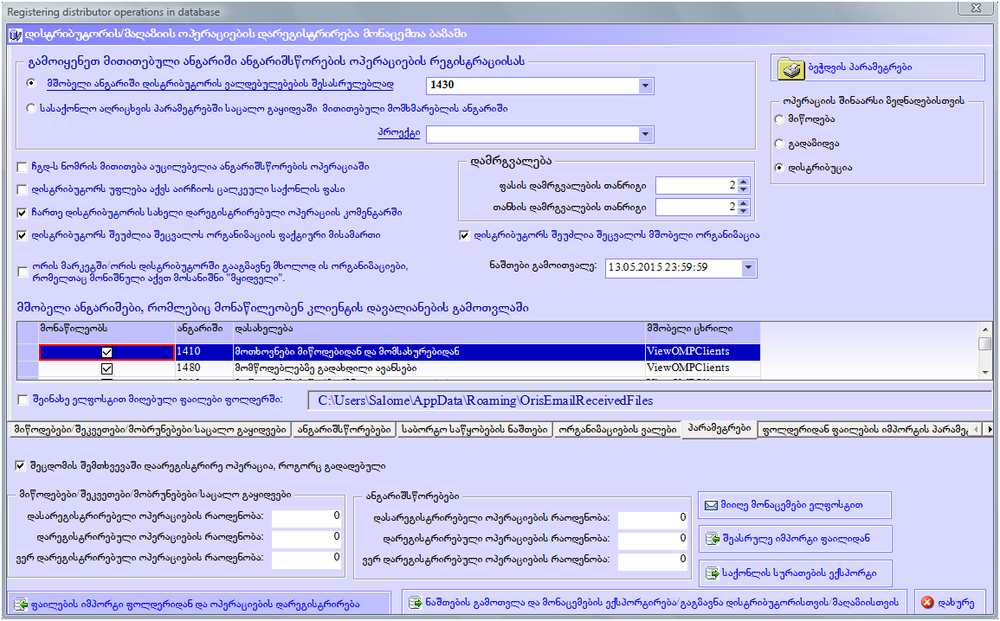 Registering distributor operations in database
დისტრიბუტორის/მაღაზიის ოპერაციების დარეგისტრირება მონაცემთა ბაზაში
გამოიყენეთ მითითებული ანგარიში ანგარიშსწორების ოპერაციების რეგისტრაციისას
მშობელი ანგარიში დისტრიბუტორის ვალდებულებების შესასრულებლად
1430
სასაქონლო აღრიცხვის პარამეტრებში საცალო გაყიდვაში მითითებული მომხმარებლის ანგარიში
პროექტი
ბეჭდვის პარამეტრები
ოპერაციის შინაარსი ზედნადებისთვის
მიწოდება
გადაზიდვა
დისტრიბუცია
ჩგდ-ს ნომრის მითითება აუცილებელია ანგარიშსწორების ოპერაციაში
დისტრიბუტორს უფლება აქვს აირჩიოს ცალკეული საქონლის ფასი
ჩართე დისტრიბუტორის სახელი დარეგისტრირებული ოპერაციის კომენტარში
დისტრიბუტორს შეუძლია შეცვალოს ორგანიზაციის ფაქტიური მისამართი
დამრგვალება
ფასის დამრგვალების თანრიგი 2
თანხის დამრგვალების თანრიგი 2
დისტრიბუტორს შეუძლია შეცვალოს მშობელი ორგანიზაცია
ორის მარკეტში/ორის დისტრიბუტორში გააგზავნე მხოლოდ ის ორგანიზაციები,
რომელთაც მონიშნული აქვთ მოსანიშნი "მყიდველი".
ნაშთები გამოითვალე: 13.05.2015 23:59:59
მშობელი ანგარიშები, რომლებიც მონაწილეობენ კლიენტის დავალიანების გამოთვლაში
მონაწილეობს ანგარიში დასახელება მშობელი ცხრილი
1410 მოთხოვნები მიწოდებიდან და მომსახურებიდან ViewOMPClients
1480 მომწოდებლებზე გადახდილი ავანსები ViewOMPClients
შეინახე ელფოსტით მიღებული ფაილები ფოლდერში: C:\Users\Salome\AppData\Roaming\OrisEmailReceivedFiles
მიწოდებები/შეკვეთები/მობრუნებები/საცალო გაყიდვები ანგარიშსწორებები საბორტო საწყობების ნაშთები ორგანიზაციების ვალები პარამეტრები ფოლდერიდან ფაილების იმპორტის
შეცდომის შემთხვევაში დაარეგისტრირე ოპერაცია, როგორც გადადებული
მიწოდებები/შეკვეთები/მობრუნებები/საცალო გაყიდვები
დასარეგისტრირებელი ოპერაციების რაოდენობა: 0
დარეგისტრირებული ოპერაციების რაოდენობა: 0
ვერ დარეგისტრირებული ოპერაციების რაოდენობა: 0
ანგარიშსწორებები
დასარეგისტრირებელი ოპერაციების რაოდენობა: 0
დარეგისტრირებული ოპერაციების რაოდენობა: 0
ვერ დარეგისტრირებული ოპერაციების რაოდენობა: 0
მიიღე მონაცემები ელფოსტით
შეასრულე იმპორტი ფაილიდან
საქონლის სურათების ექსპორტი
ფაილების იმპორტი ფოლდერიდან და ოპერაციების დარეგისტრირება
ნაშთების გამოთვლა და მონაცემების ექსპორტირება/გაგზავნა დისტრიბუტორისთვის/მაღაზიისთვის
დახურე